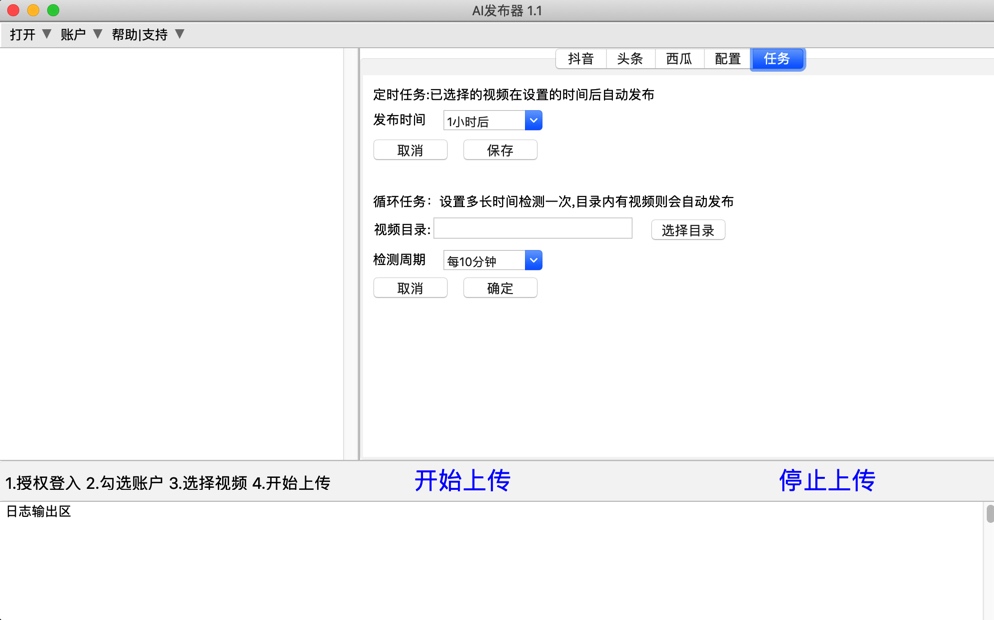 AI发布器 1.1
打开 ▼ 账户 ▼ 帮助|支持 ▼
抖音 头条 西瓜 配置 任务
定时任务:已选择的视频在设置的时间后自动发布
发布时间 1小时后
取消 保存
循环任务：设置多长时间检测一次,目录内有视频则会自动发布
视频目录: 选择目录
检测周期 每10分钟
取消 确定
1.授权登入 2.勾选账户 3.选择视频 4.开始上传 开始上传 停止上传
日志输出区